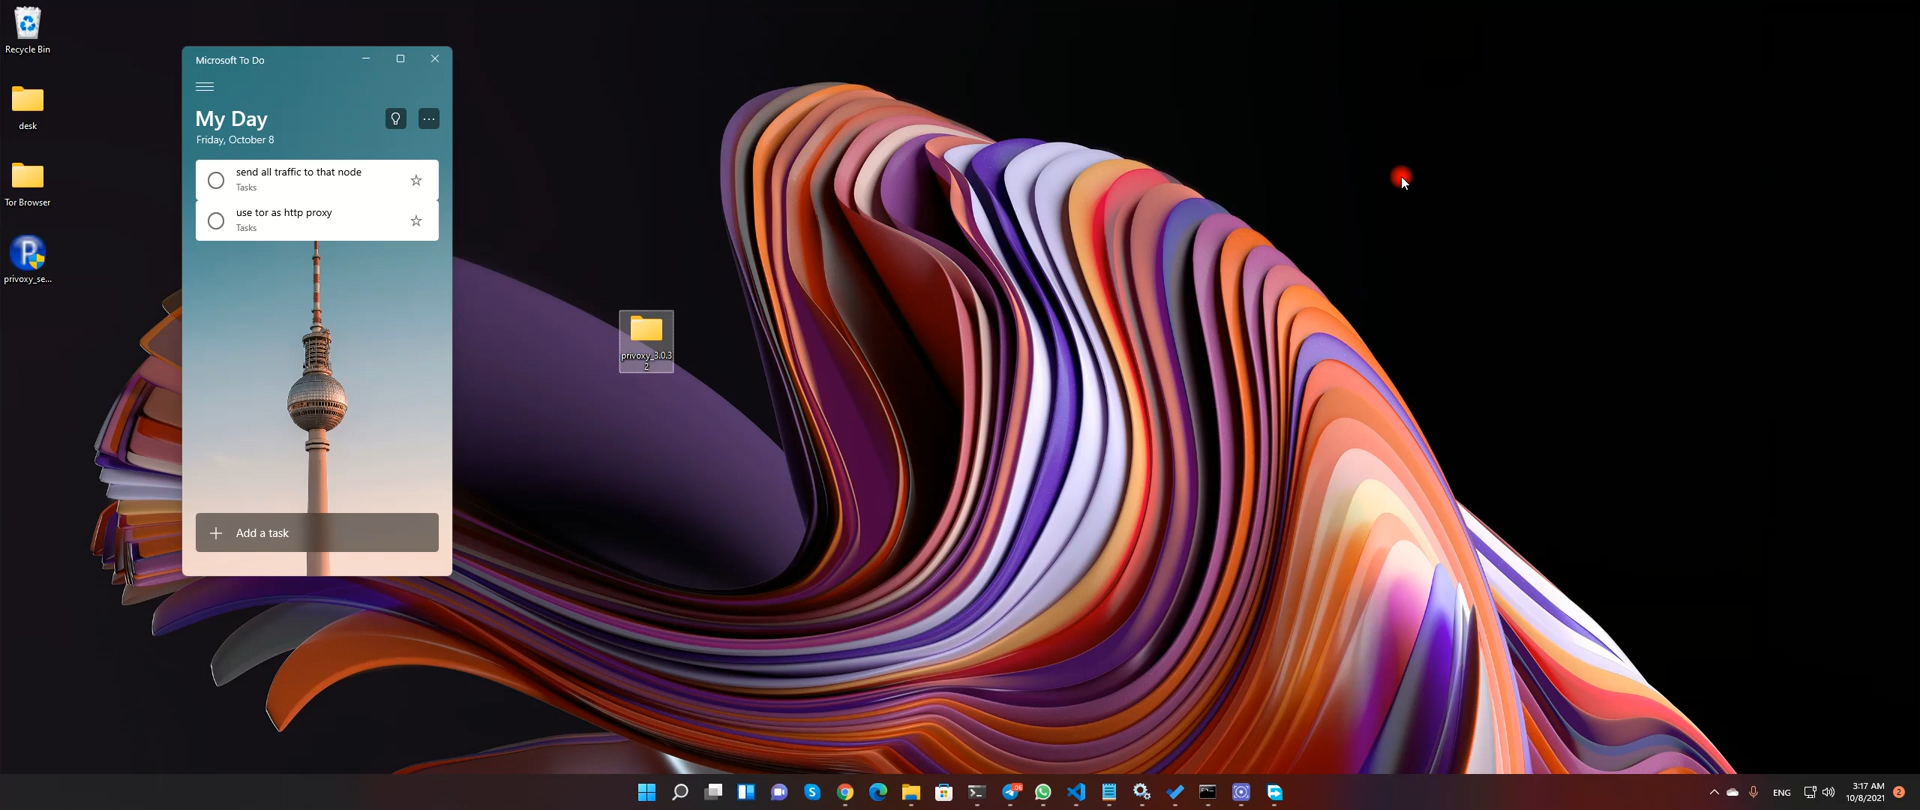 Recycle Bin
desk
Tor Browser
privoxy_se...
Microsoft To Do
My Day
Friday, October 8
send all traffic to that node
Tasks
use tor as http proxy
Tasks
Add a task
privoxy_3.0.3
2
ENG
3:17 AM
10/8/2021
2